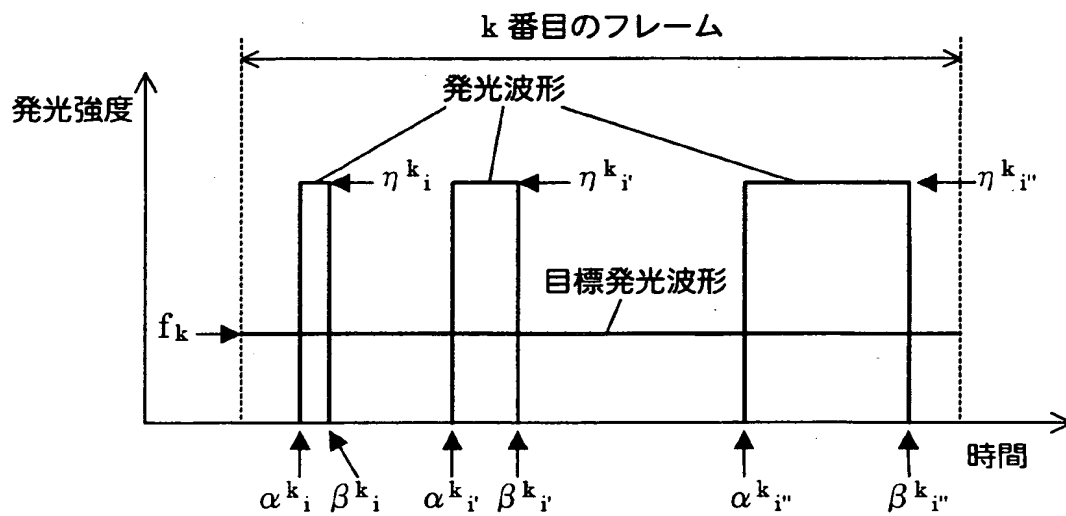 k 番目のフレーム
発光強度
発光波形
η^k_i
η^k_i'
η^k_i"
目標発光波形
f_k
時間
α^k_i
β^k_i
α^k_i'
β^k_i'
α^k_i"
β^k_i"